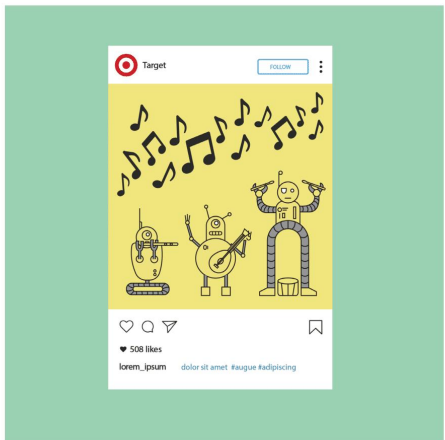 Target
FOLLOW
508 likes
lorem_ipsum dolor sit amet #augue #adipiscing